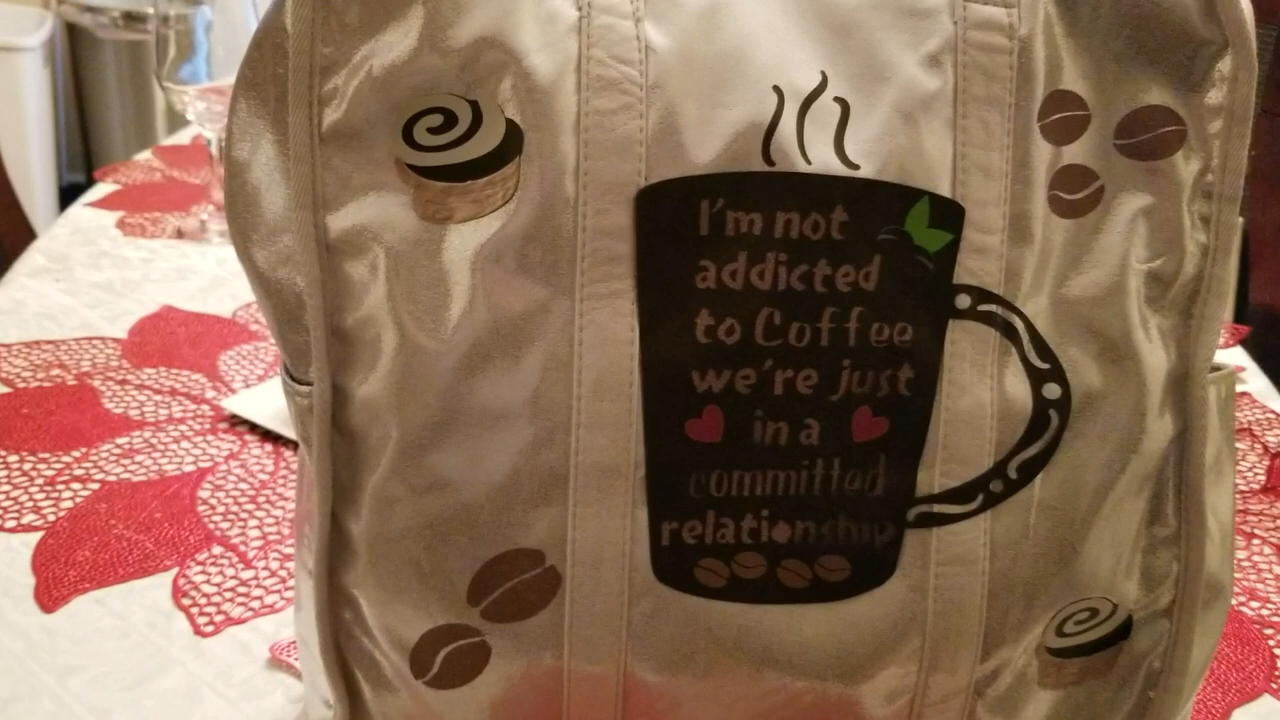 I'm not
addicted
to Coffee
we're just
in a
committed
relationship